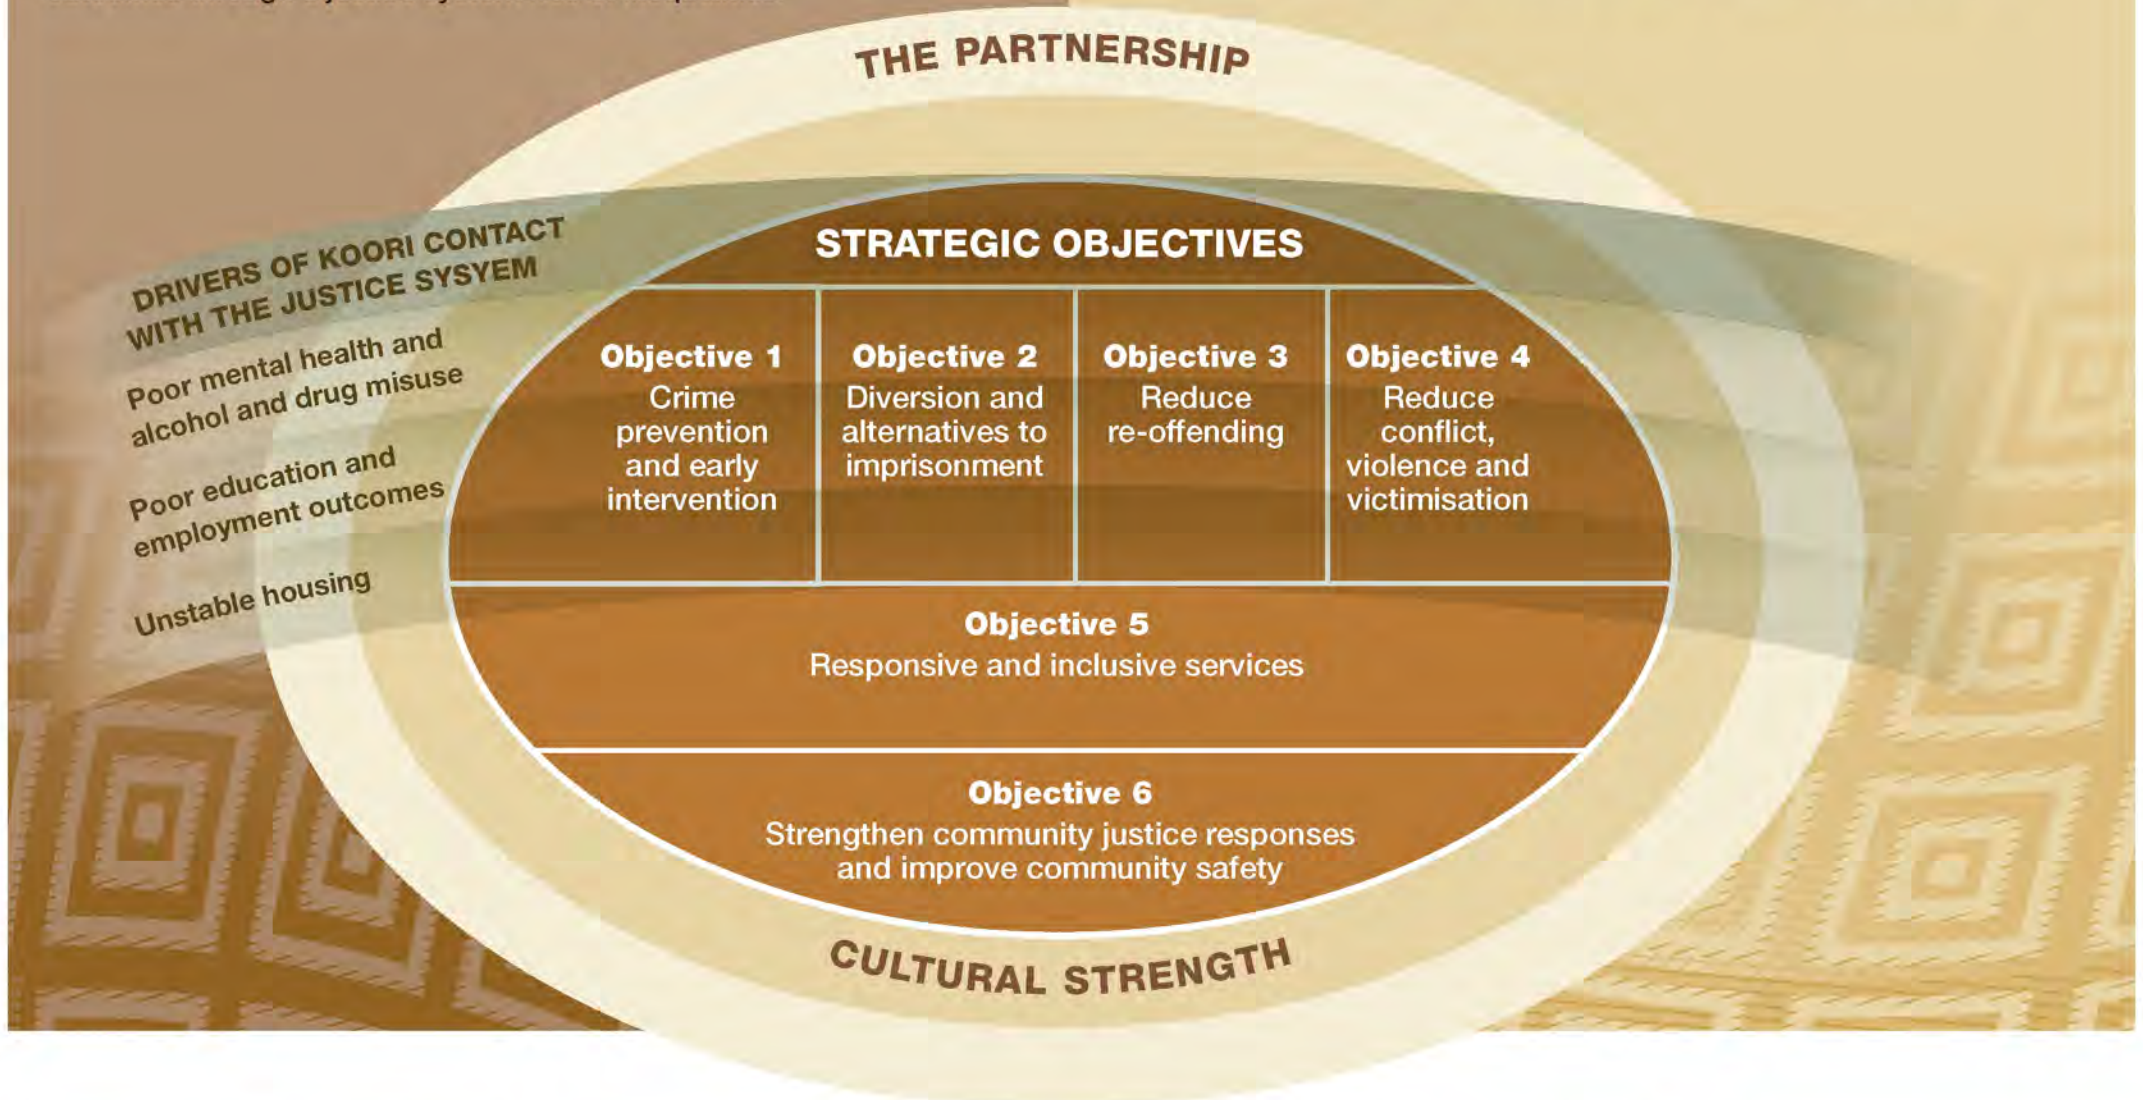 THE PARTNERSHIP
DRIVERS OF KOORI CONTACT
WITH THE JUSTICE SYSYEM
Poor mental health and
alcohol and drug misuse
Poor education and
employment outcomes
Unstable housing
STRATEGIC OBJECTIVES
Objective 1
Crime
prevention
and early
intervention
Objective 2
Diversion and
alternatives to
imprisonment
Objective 3
Reduce
re-offending
Objective 4
Reduce
conflict,
violence and
victimisation
Objective 5
Responsive and inclusive services
Objective 6
Strengthen community justice responses
and improve community safety
CULTURAL STRENGTH